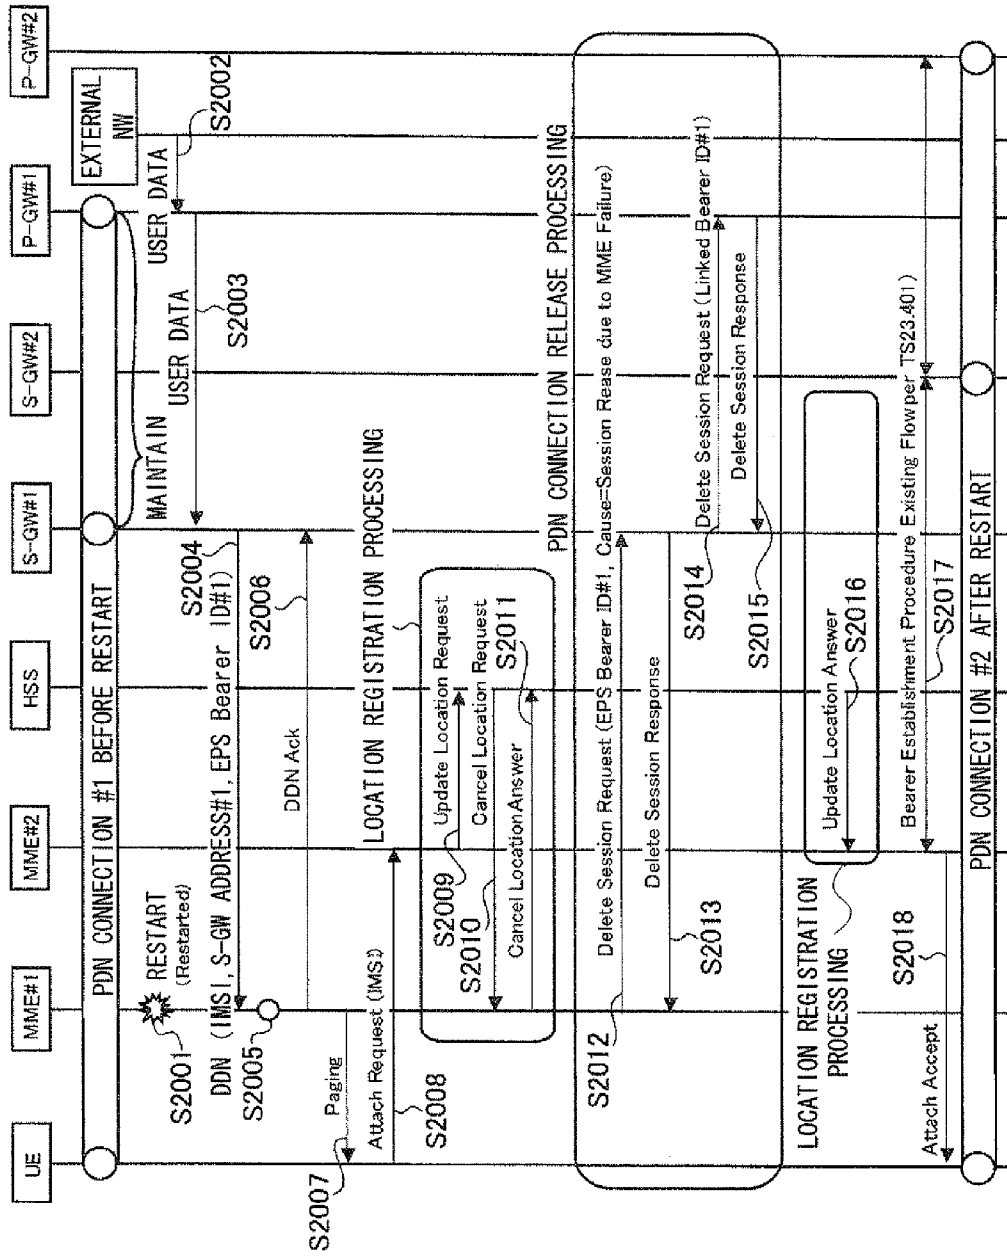 UE
MME#1
MME#2
HSS
S-GW#1
S-GW#2
P-GW#1
P-GW#2
EXTERNAL
NW
PDN CONNECTION #1 BEFORE RESTART
MAINTAIN
S2001
RESTART
(Restarted)
USER DATA
S2002
USER DATA
S2003
S2004
DDN (IMSI, S-GW ADDRESS#1, EPS Bearer ID#1)
S2005
S2006
DDN Ack
S2007
Paging
S2008
Attach Request (IMSI)
LOCATION REGISTRATION PROCESSING
S2009
Update Location Request
S2010
Cancel Location Request
Cancel Location Answer
S2011
PDN CONNECTION RELEASE PROCESSING
S2012
Delete Session Request (EPS Bearer ID#1, Cause=Session Rease due to MME Failure)
Delete Session Response
S2013
S2014
Delete Session Request (Linked Bearer ID#1)
Delete Session Response
S2015
LOCATION REGISTRATION
PROCESSING
Update Location Answer
S2016
Bearer Establishment Procedure Existing Flowper TS23.401)
S2017
Attach Accept
S2018
PDN CONNECTION #2 AFTER RESTART